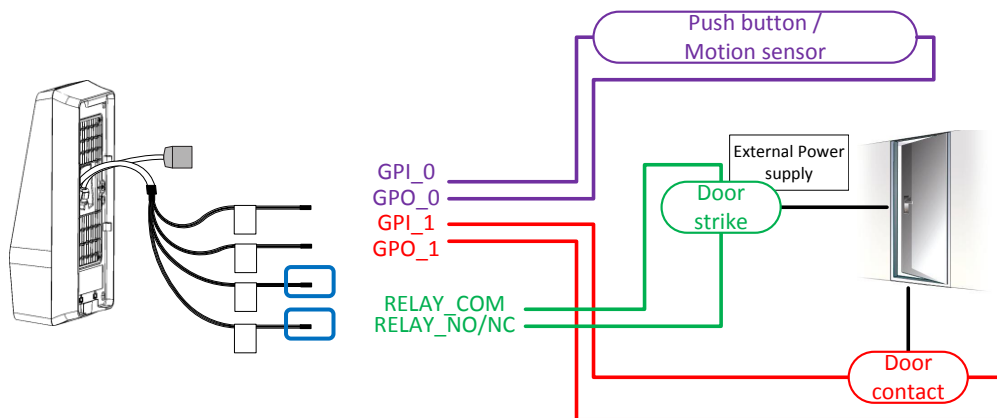 Push button /
Motion sensor
External Power
supply
GPI_0
GPO_0
GPI_1
GPO_1
Door
strike
RELAY_COM
RELAY_NO/NC
Door
contact